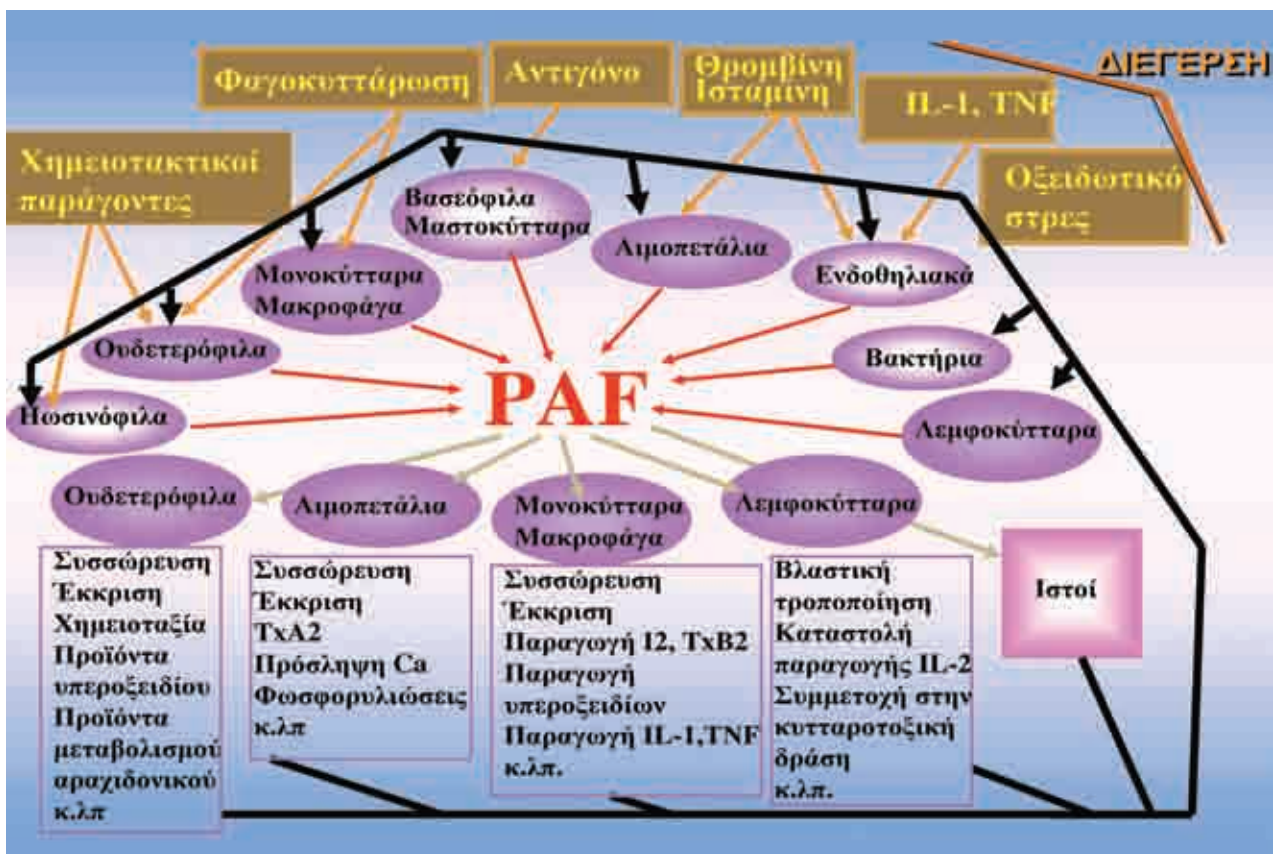 ΔΙΕΓΕΡΣΗ
Φαγοκυττάρωση
Αντιγόνο
Θρομβίνη
Ισταμίνη
IL-1, TNF
Χημειοτακτικοί
παράγοντες
Οξειδωτικό
στρες
Βασεόφιλα
Μαστοκύτταρα
Αιμοπετάλια
Μονοκύτταρα
Μακροφάγα
Ενδοθηλιακά
Ουδετερόφιλα
Βακτήρια
Ηωσινόφιλα
PAF
Λεμφοκύτταρα
Ουδετερόφιλα
Αιμοπετάλια
Μονοκύτταρα
Μακροφάγα
Λεμφοκύτταρα
Ιστοί
Συσσώρευση
Έκκριση
Χημειοταξία
Προϊόντα
υπεροξειδίου
Προϊόντα
μεταβολισμού
αραχιδονικού
κ.λπ
Συσσώρευση
Έκκριση
TxA2
Πρόσληψη Ca
Φωσφορυλιώσεις
κ.λπ
Συσσώρευση
Έκκριση
Παραγωγή I2, TxB2
Παραγωγή
υπεροξειδίων
Παραγωγή IL-1,TNF
κ.λπ.
Βλαστική
τροποποίηση
Καταστολή
παραγωγής IL-2
Συμμετοχή στην
κυτταροτοξική
δράση
κ.λπ.